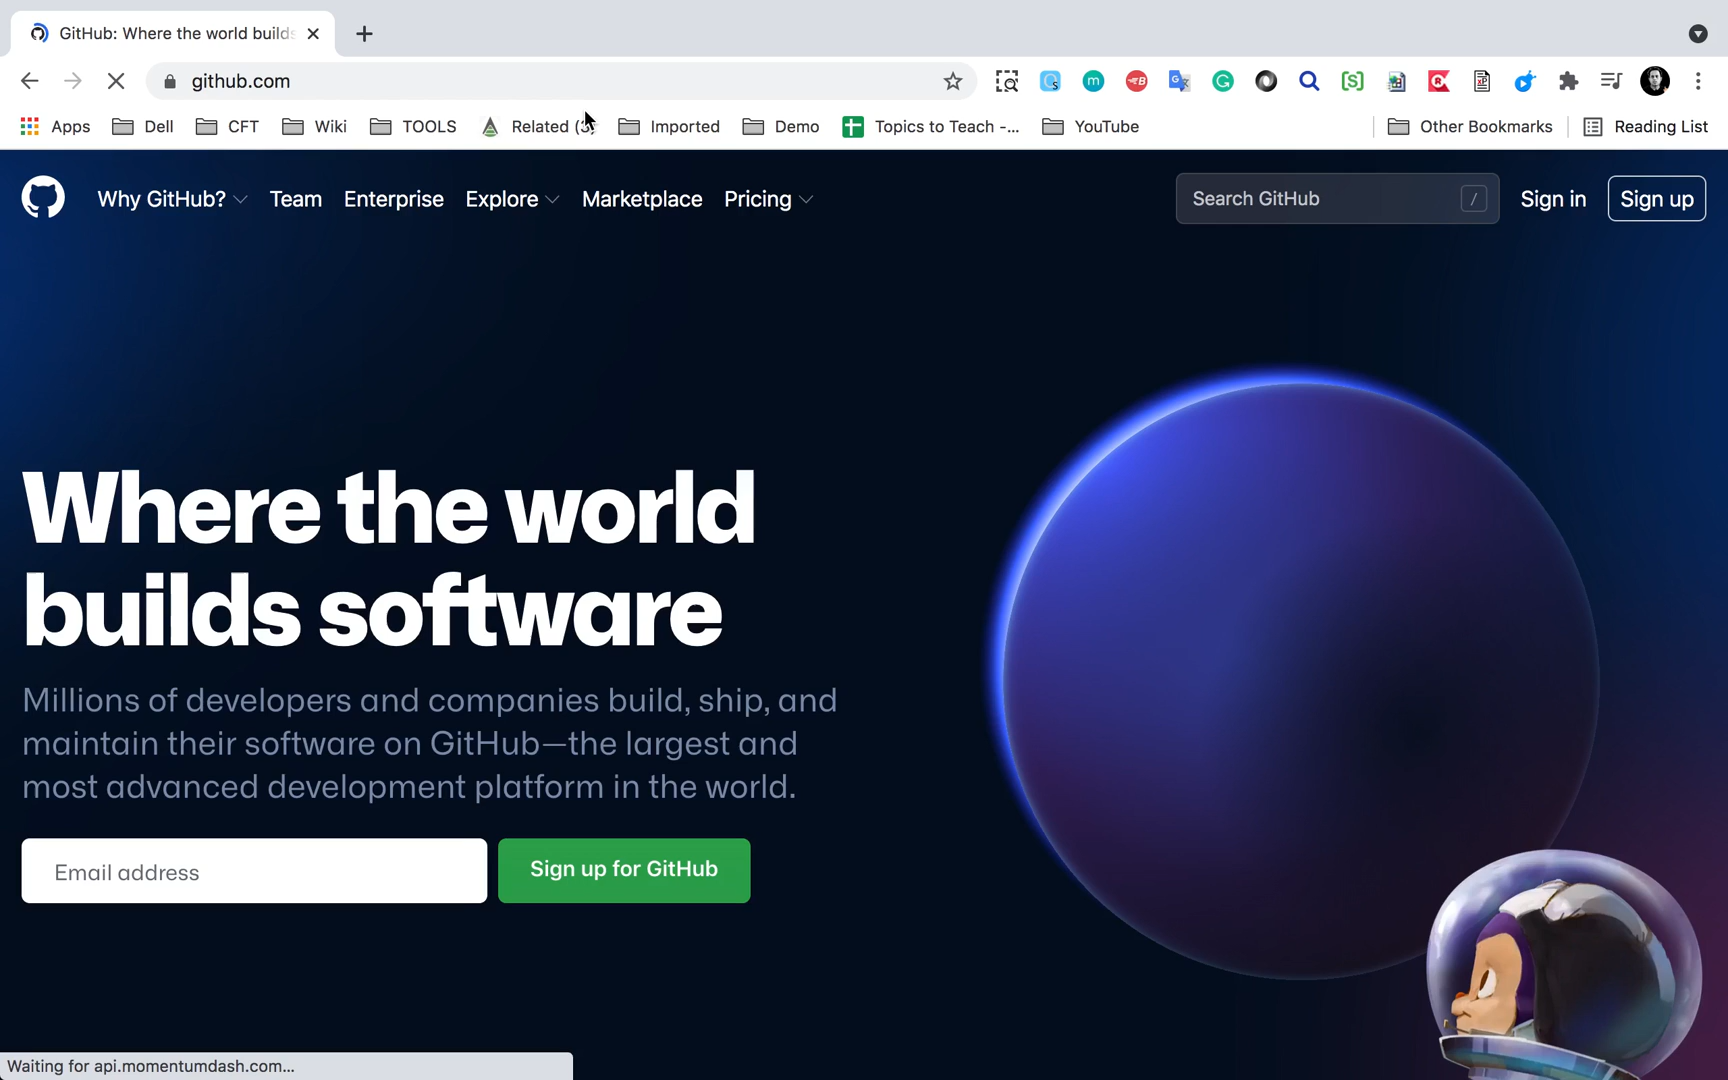 GitHub: Where the world builds
github.com
Apps Dell CFT Wiki TOOLS Related Imported Demo Topics to Teach -... YouTube Other Bookmarks Reading List
Why GitHub? Team Enterprise Explore Marketplace Pricing Search GitHub / Sign in Sign up
Where the world
builds software
Millions of developers and companies build, ship, and
maintain their software on GitHub—the largest and
most advanced development platform in the world.
Email address Sign up for GitHub
Waiting for api.momentumdash.com...